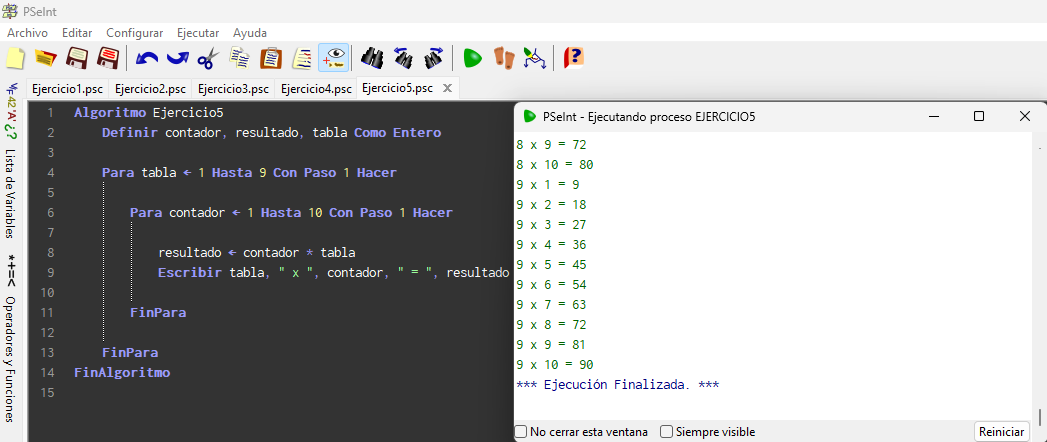 PSeInt
Archivo Editar Configurar Ejecutar Ayuda
Ejercicio1.psc Ejercicio2.psc Ejercicio3.psc Ejercicio4.psc Ejercicio5.psc
Lista de Variables
*+=<
Operadores y Funciones
1 Algoritmo Ejercicio5
2 Definir contador, resultado, tabla Como Entero
3
4 Para tabla ← 1 Hasta 9 Con Paso 1 Hacer
5
6 Para contador ← 1 Hasta 10 Con Paso 1 Hacer
7
8 resultado ← contador * tabla
9 Escribir tabla, " x ", contador, " = ", resultado
10
11 FinPara
12
13 FinPara
14 FinAlgoritmo
15
PSeInt - Ejecutando proceso EJERCICIO5
8 x 9 = 72
8 x 10 = 80
9 x 1 = 9
9 x 2 = 18
9 x 3 = 27
9 x 4 = 36
9 x 5 = 45
9 x 6 = 54
9 x 7 = 63
9 x 8 = 72
9 x 9 = 81
9 x 10 = 90
*** Ejecución Finalizada. ***
No cerrar esta ventana Siempre visible Reiniciar